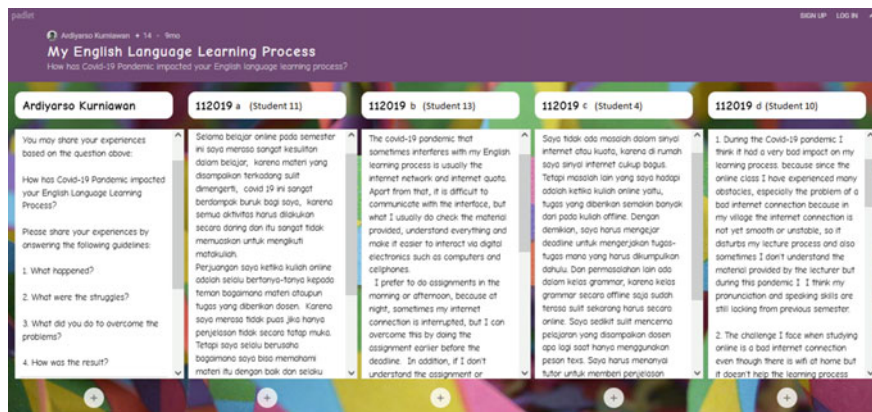 padlet
SIGN UP LOG IN
Ardiyarso Kurniawan + 14 • 9mo
My English Language Learning Process
How has Covid-19 Pandemic impacted your English language learning process?
Ardiyarso Kurniawan
You may share your experiences
based on the question above:
How has Covid-19 Pandemic impacted
your English Language Learning
Process?
Please share your experiences by
answering the following guidelines:
1. What happened?
2. What were the struggles?
3. What did you do to overcome the
problems?
4. How was the result?
112019 a (Student 11)
Selama belajar online pada semester
ini saya merasa sangat kesulitan
dalam belajar, karena materi yang
disampaikan terkadang sulit
dimengerti, covid 19 ini sangat
berdampak buruk bagi saya, karena
semua aktivitas harus dilakukan
secara daring dan itu sangat tidak
memuaskan untuk mengikuti
matakuliah.
Perjuangan saya ketika kuliah online
adalah selalu bertanya-tanya kepada
teman bagaimana materi ataupun
tugas yang diberikan dosen. Karena
saya merasa tidak puas jika hanya
penjelasan tidak secara tatap muka.
Tetapi saya selalu berusaha
bagaimana saya bisa memahami
materi itu dengan baik dan selaku
112019 b (Student 13)
The covid-19 pandemic that
sometimes interferes with my English
learning process is usually the
internet network and internet quota.
Apart from that, it is difficult to
communicate with the interface, but
what I usually do check the material
provided, understand everything and
make it easier to interact via digital
electronics such as computers and
cellphones.
I prefer to do assignments in the
morning or afternoon, because at
night, sometimes my internet
connection is interrupted, but I can
overcome this by doing the
assignment earlier before the
deadline. In addition, if I don't
understand the assignment or
112019 c (Student 4)
Saya tidak ada masalah dalam sinyal
internet atau kuota, karena di rumah
saya sinyal internet cukup bagus.
Tetapi masalah lain yang saya hadapi
adalah ketika kuliah online yaitu,
tugas yang diberikan semakin banyak
dari pada kuliah offline. Dengan
demikian, saya harus mengejar
deadline untuk mengerjakan tugas-
tugas mana yang harus dikumpulkan
dahulu. Dan permasalahan lain ada
dalam kelas grammar, karena kelas
grammar secara offline saja sudah
terasa sulit sekarang harus secara
online. Saya sedikit sulit mencerna
pelajaran yang disampaikan dosen
apa lagi saat hanya menggunakan
pesan texs. Saya harus menanyai
tutor untuk memberi penjelasan
112019 d (Student 10)
1. During the Covid-19 pandemic I
think it had a very bad impact on my
learning process. because since the
online class I have experienced many
obstacles, especially the problem of a
bad internet connection because in
my village the internet connection is
not yet smooth or unstable, so it
disturbs my lecture process and also
sometimes I don't understand the
material provided by the lecturer but
during this pandemic I I think my
pronunciation and speaking skills are
still lacking from previous semester.
2. The challenge I face when studying
online is a bad internet connection
even though there is wifi at home but
it doesn't help the learning process